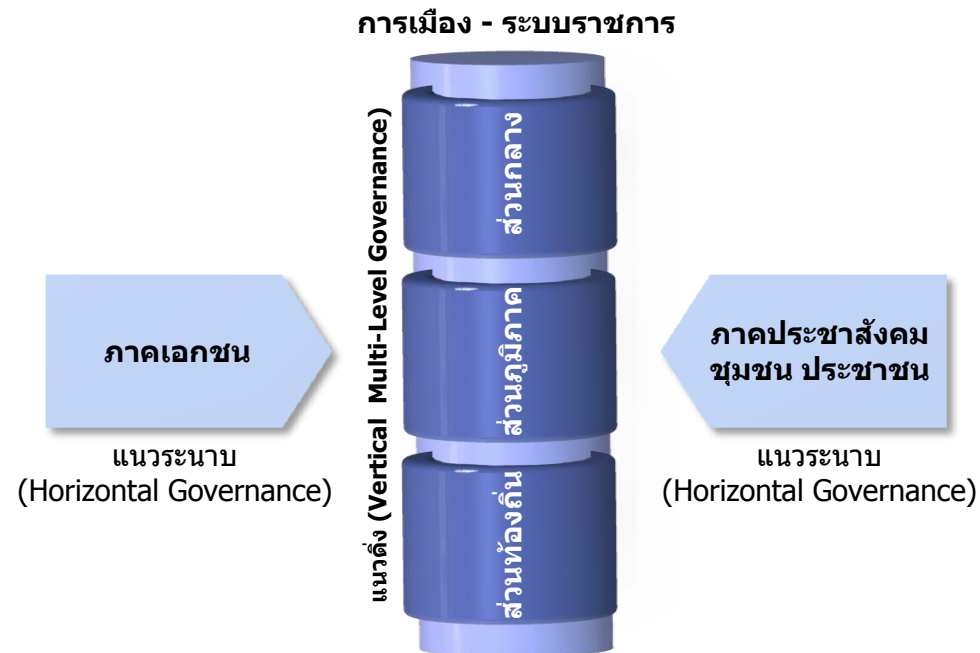 การเมือง - ระบบราชการ
แนวดิ่ง (Vertical Multi-Level Governance)
ส่วนกลาง
ส่วนภูมิภาค
ส่วนท้องถิ่น
ภาคเอกชน
แนวระนาบ
(Horizontal Governance)
ภาคประชาสังคม
ชุมชน ประชาชน
แนวระนาบ
(Horizontal Governance)